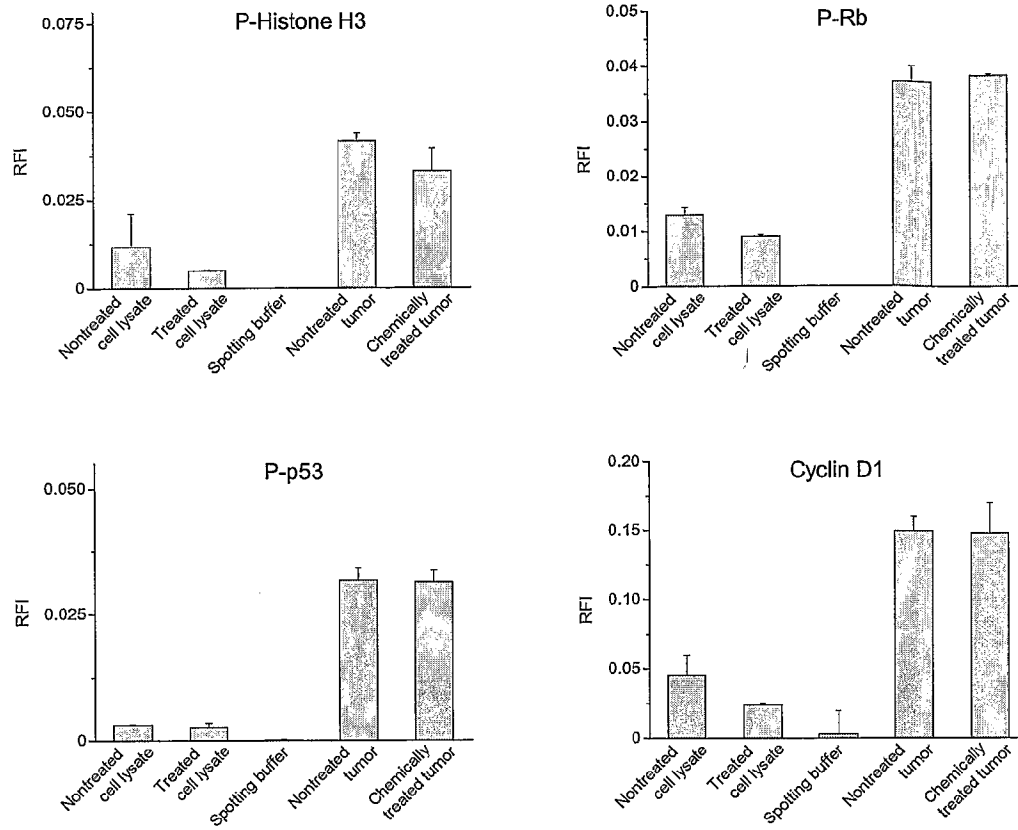 P-Histone H3
0.075
0.050
0.025
0
RFI
Nontreated
cell lysate
Treated
cell lysate
Spotting buffer
Nontreated
tumor
Chemically
treated tumor
P-Rb
0.05
0.04
0.03
0.02
0.01
0
RFI
Nontreated
cell lysate
Treated
cell lysate
Spotting buffer
Nontreated
tumor
Chemically
treated tumor
P-p53
0.050
0.025
0
RFI
Nontreated
cell lysate
Treated
cell lysate
Spotting buffer
Nontreated
tumor
Chemically
treated tumor
Cyclin D1
0.20
0.15
0.10
0.05
0
RFI
Nontreated
cell lysate
Treated
cell lysate
Spotting buffer
Nontreated
tumor
Chemically
treated tumor